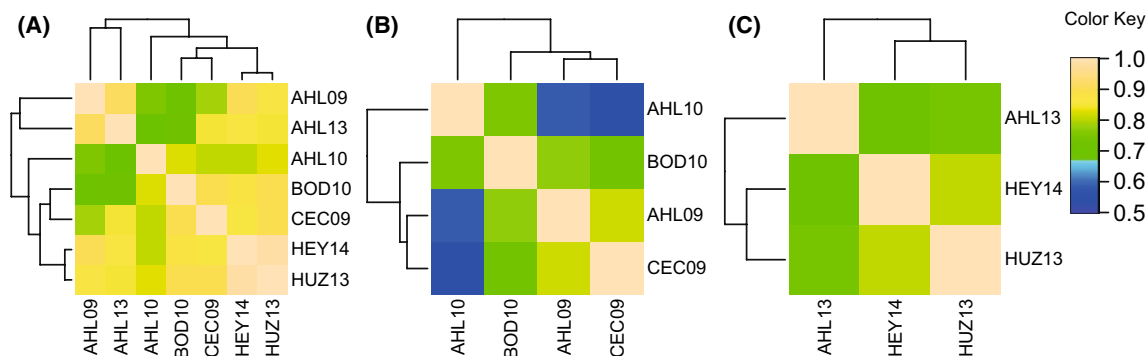 (A)
AHL09
AHL13
AHL10
BOD10
CEC09
HEY14
HUZ13
AHL09
AHL13
AHL10
BOD10
CEC09
HEY14
HUZ13
(B)
AHL10
BOD10
AHL09
CEC09
AHL10
BOD10
AHL09
CEC09
(C)
AHL13
HEY14
HUZ13
AHL13
HEY14
HUZ13
Color Key
1.0
0.9
0.8
0.7
0.6
0.5